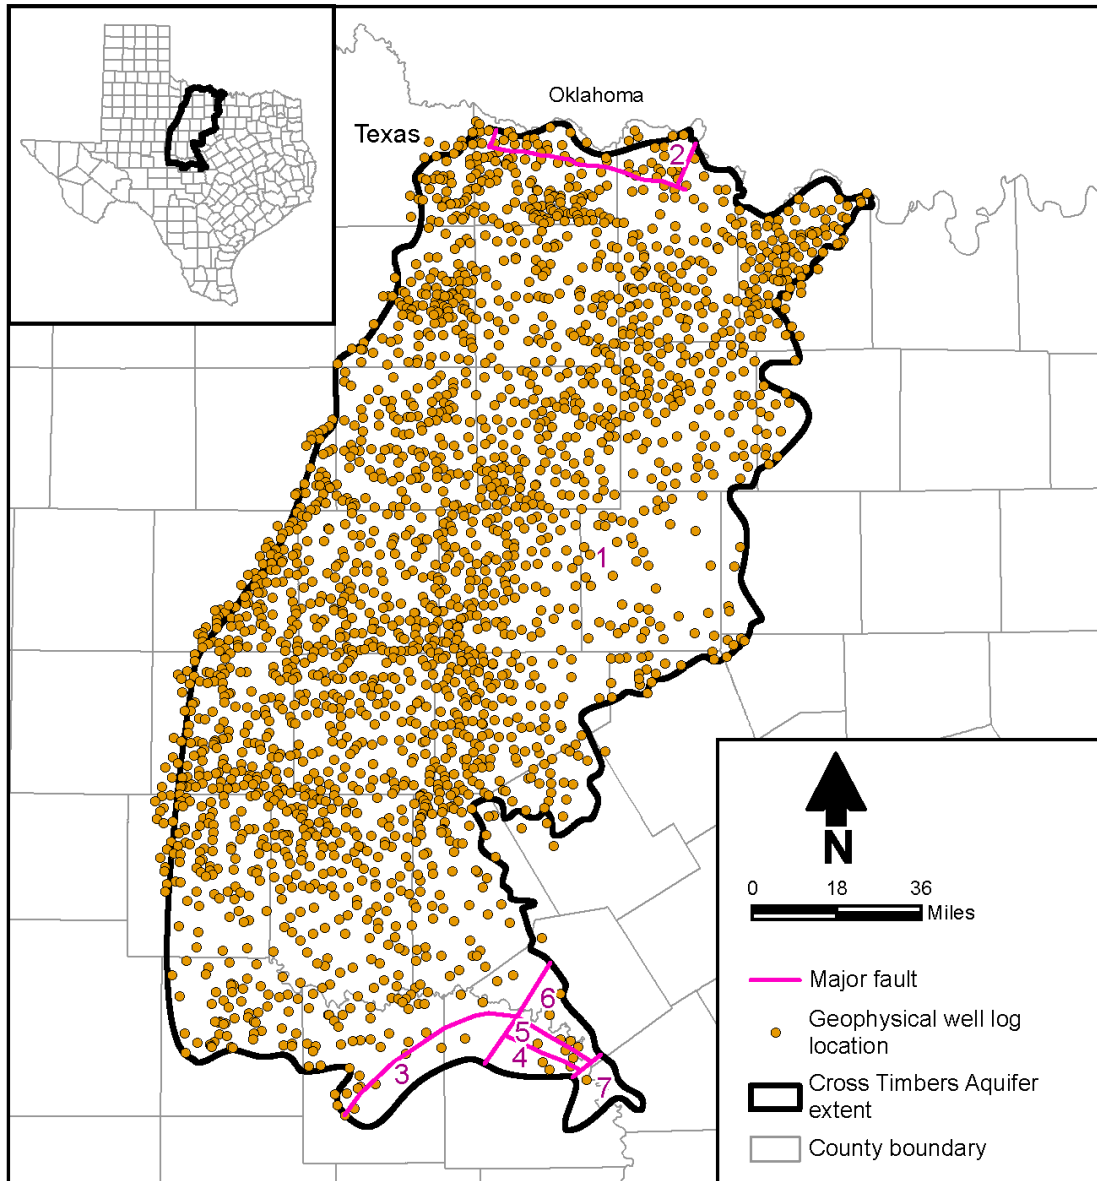 Oklahoma
Texas
2
1
6
5
4
3
7
N
0 18 36
Miles
Major fault
Geophysical well log
location
Cross Timbers Aquifer
extent
County boundary